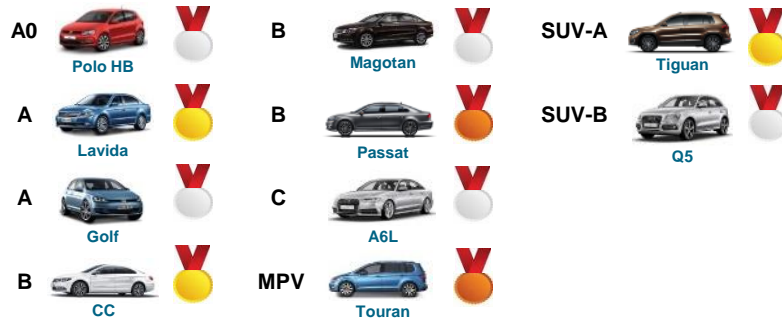 A0
Polo HB
A
Lavida
A
Golf
B
CC
B
Magotan
B
Passat
C
A6L
MPV
Touran
SUV-A
Tiguan
SUV-B
Q5